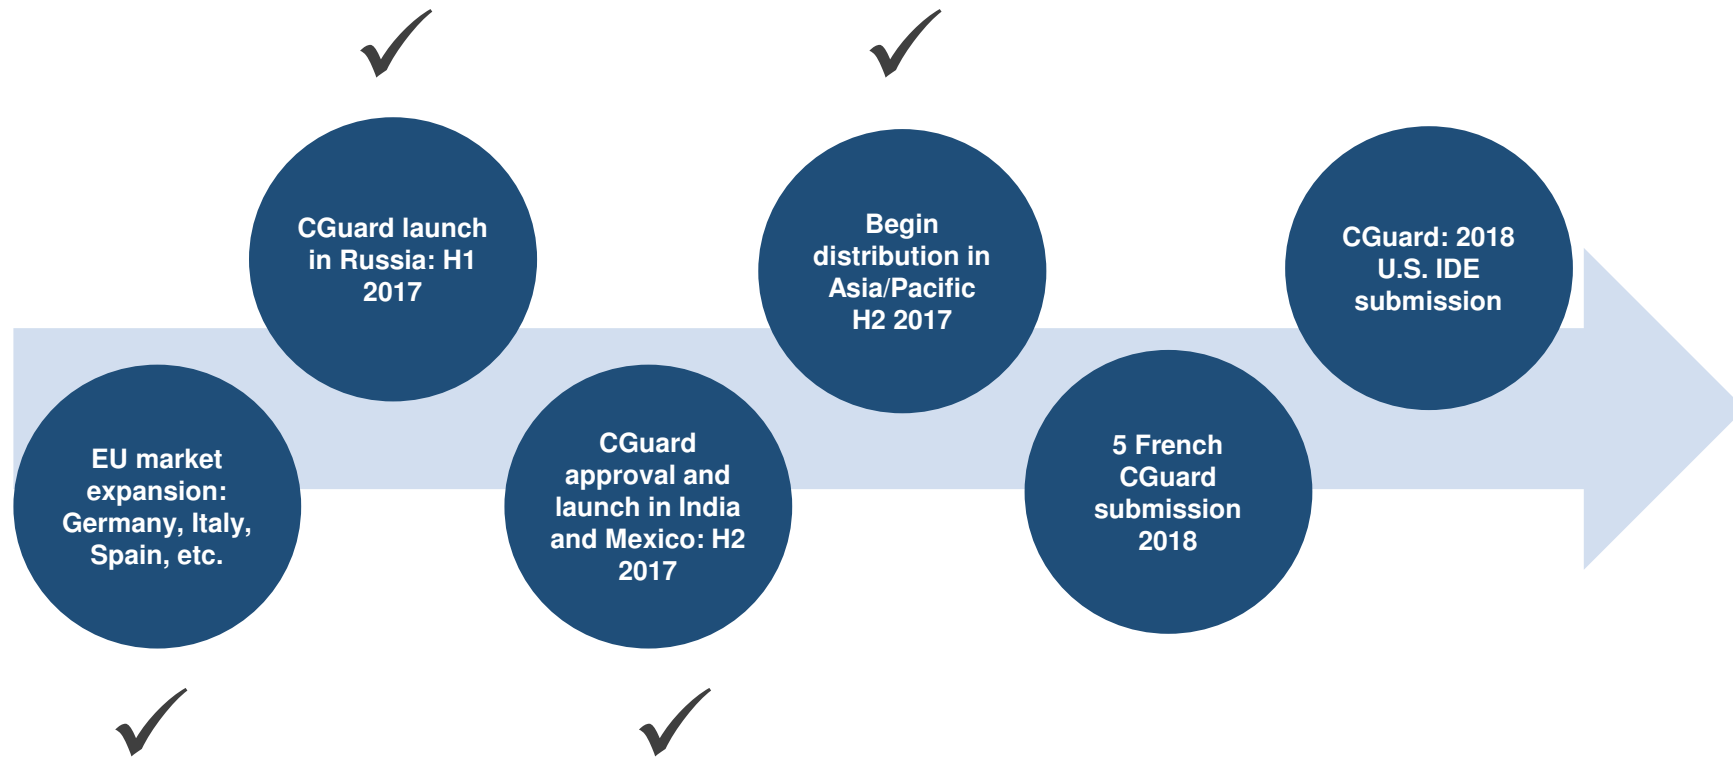 EU market
expansion:
Germany, Italy,
Spain, etc.
CGuard launch
in Russia: H1
2017
CGuard
approval and
launch in India
and Mexico: H2
2017
Begin
distribution in
Asia/Pacific
H2 2017
5 French
CGuard
submission
2018
CGuard: 2018
U.S. IDE
submission